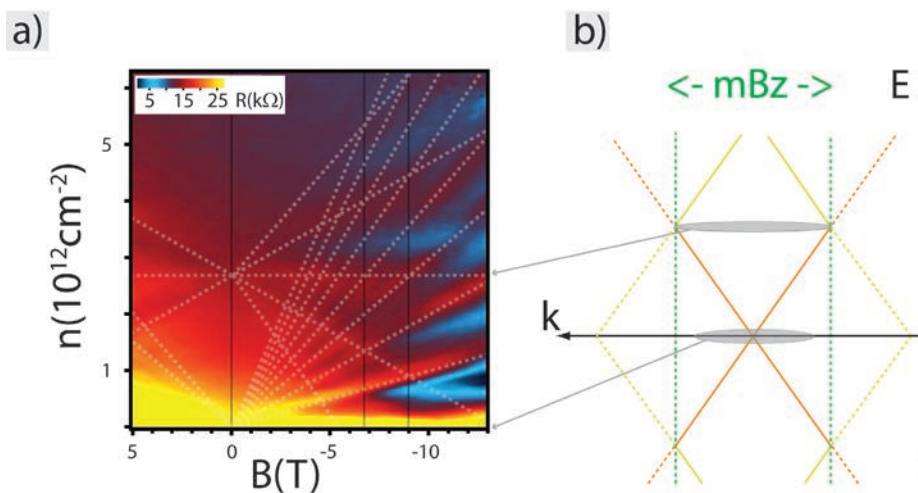 a)
5 15 25 R(kΩ)
n(10¹²cm⁻²)
5
1
5 0 -5 -10
B(T)
b)
<- mBz ->
E
k